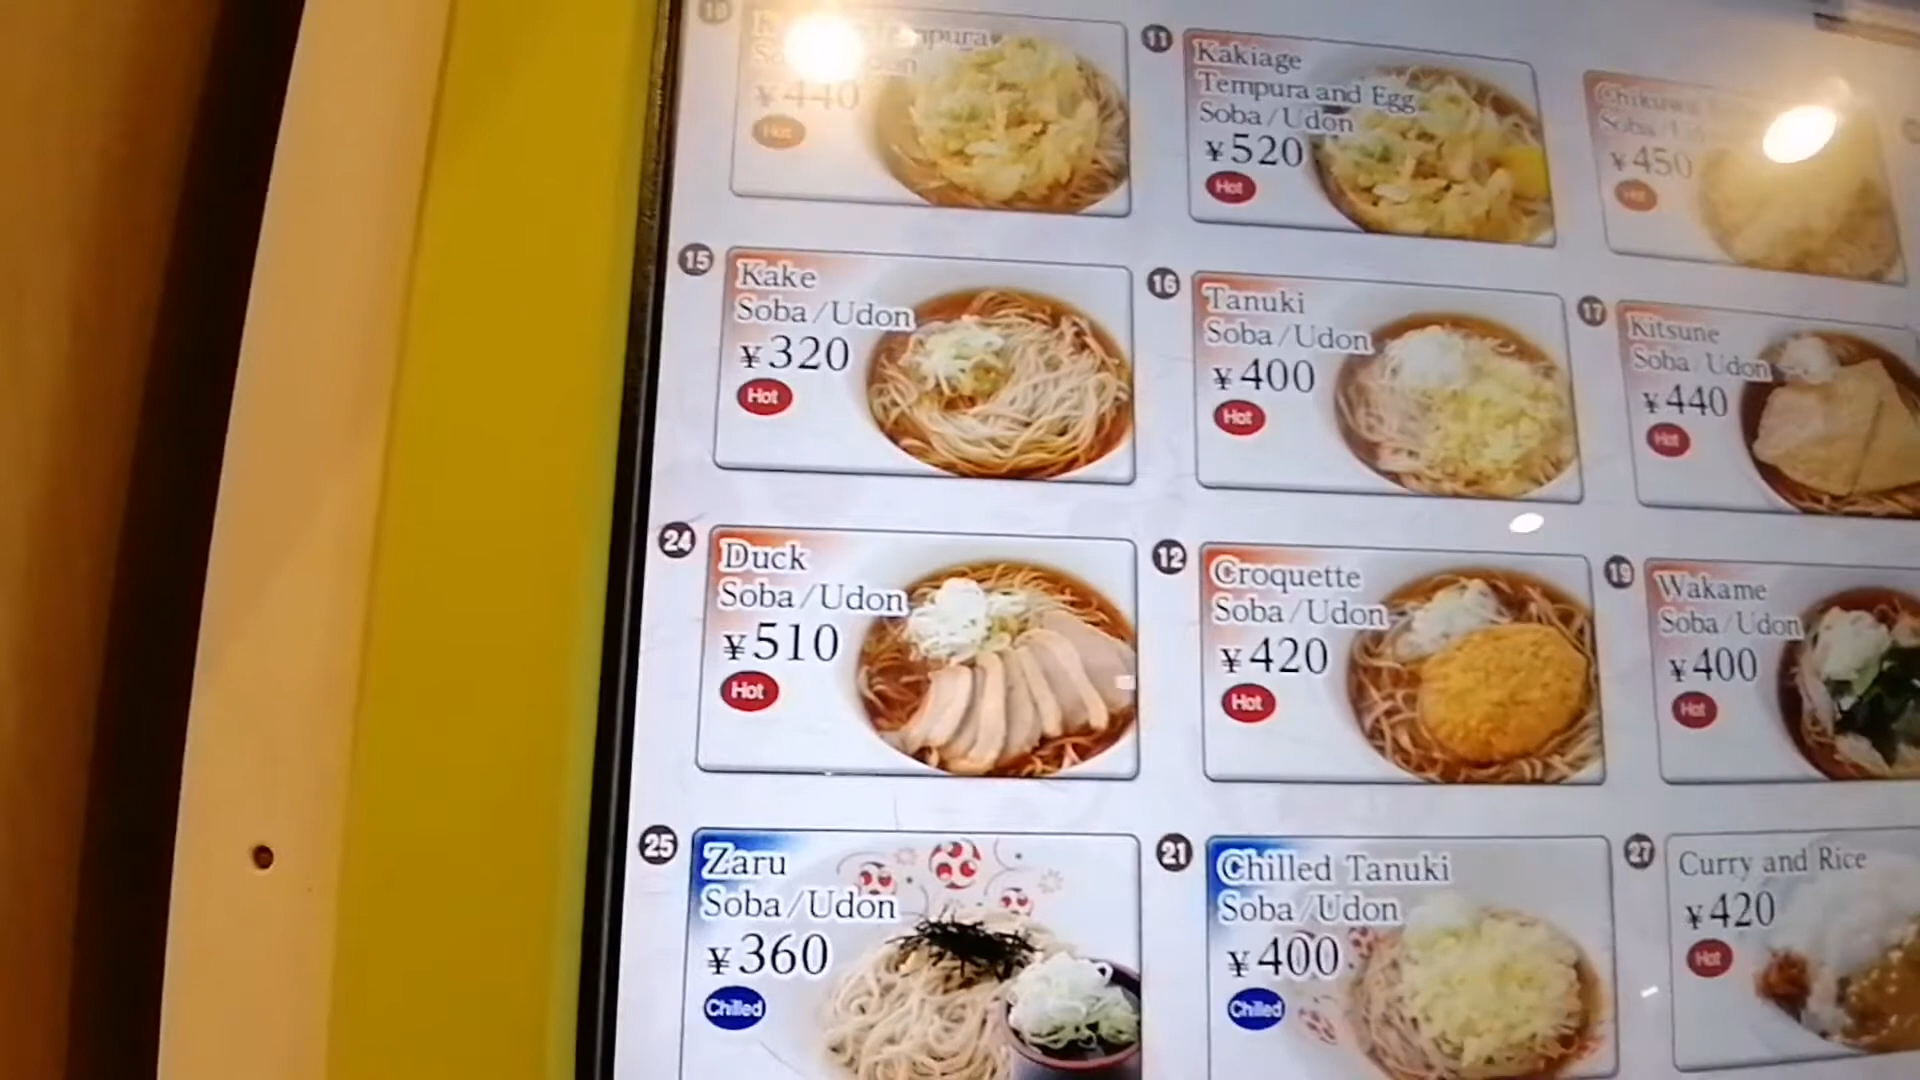 10
¥440
Hot
11
Kakiage
Tempura and Egg
Soba/Udon
¥520
Hot
¥450
Hot
15
Kake
Soba/Udon
¥320
Hot
16
Tanuki
Soba/Udon
¥400
Hot
17
Kitsune
Soba/Udon
¥440
Hot
24
Duck
Soba/Udon
¥510
Hot
12
Croquette
Soba/Udon
¥420
Hot
19
Wakame
Soba/Udon
¥400
Hot
25
Zaru
Soba/Udon
¥360
Chilled
21
Chilled Tanuki
Soba/Udon
¥400
Chilled
27
Curry and Rice
¥420
Hot